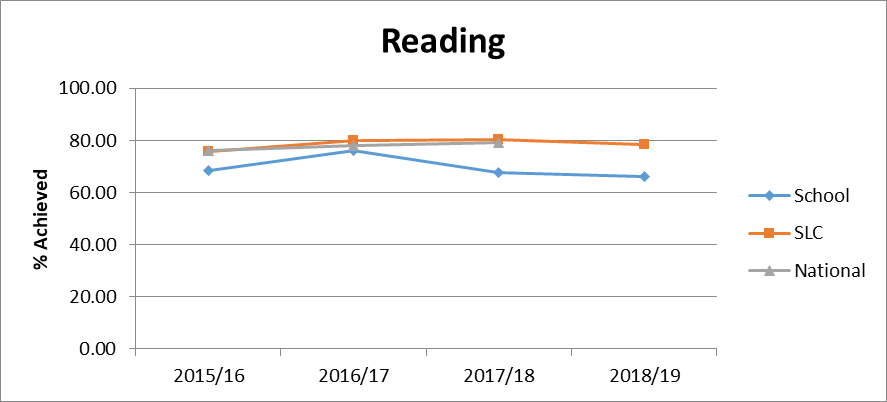 Reading
% Achieved
100.00
80.00
60.00
40.00
20.00
0.00
2015/16 2016/17 2017/18 2018/19
School
SLC
National